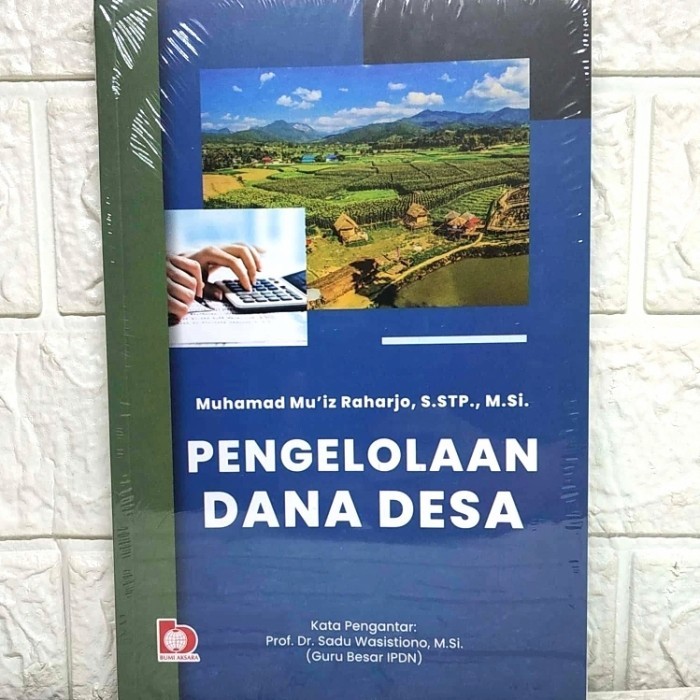 Muhamad Mu'iz Raharjo, S.STP., M.Si.
PENGELOLAAN
DANA DESA
Kata Pengantar:
Prof. Dr. Sadu Wasistiono, M.Si.
(Guru Besar IPDN)
BUMI AKSARA